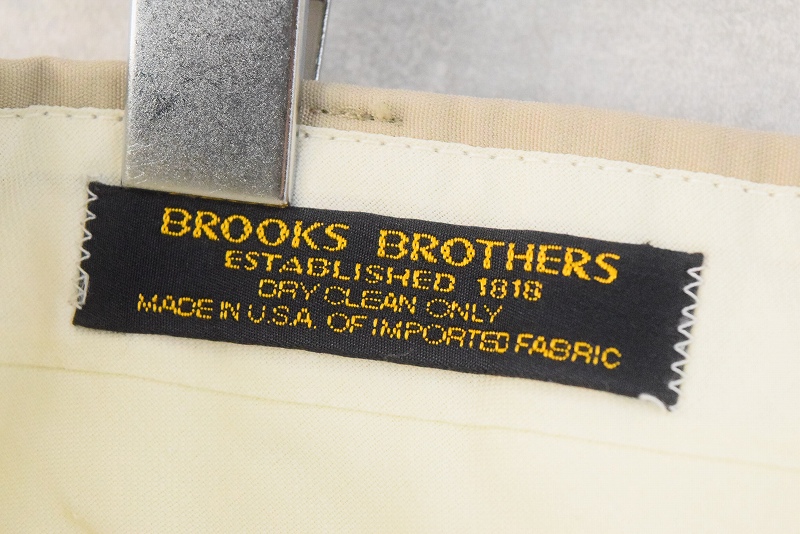 BROOKS BROTHERS
ESTABLISHED 1818
DRY CLEAN ONLY
MADE IN U.S.A. OF IMPORTED FABRIC